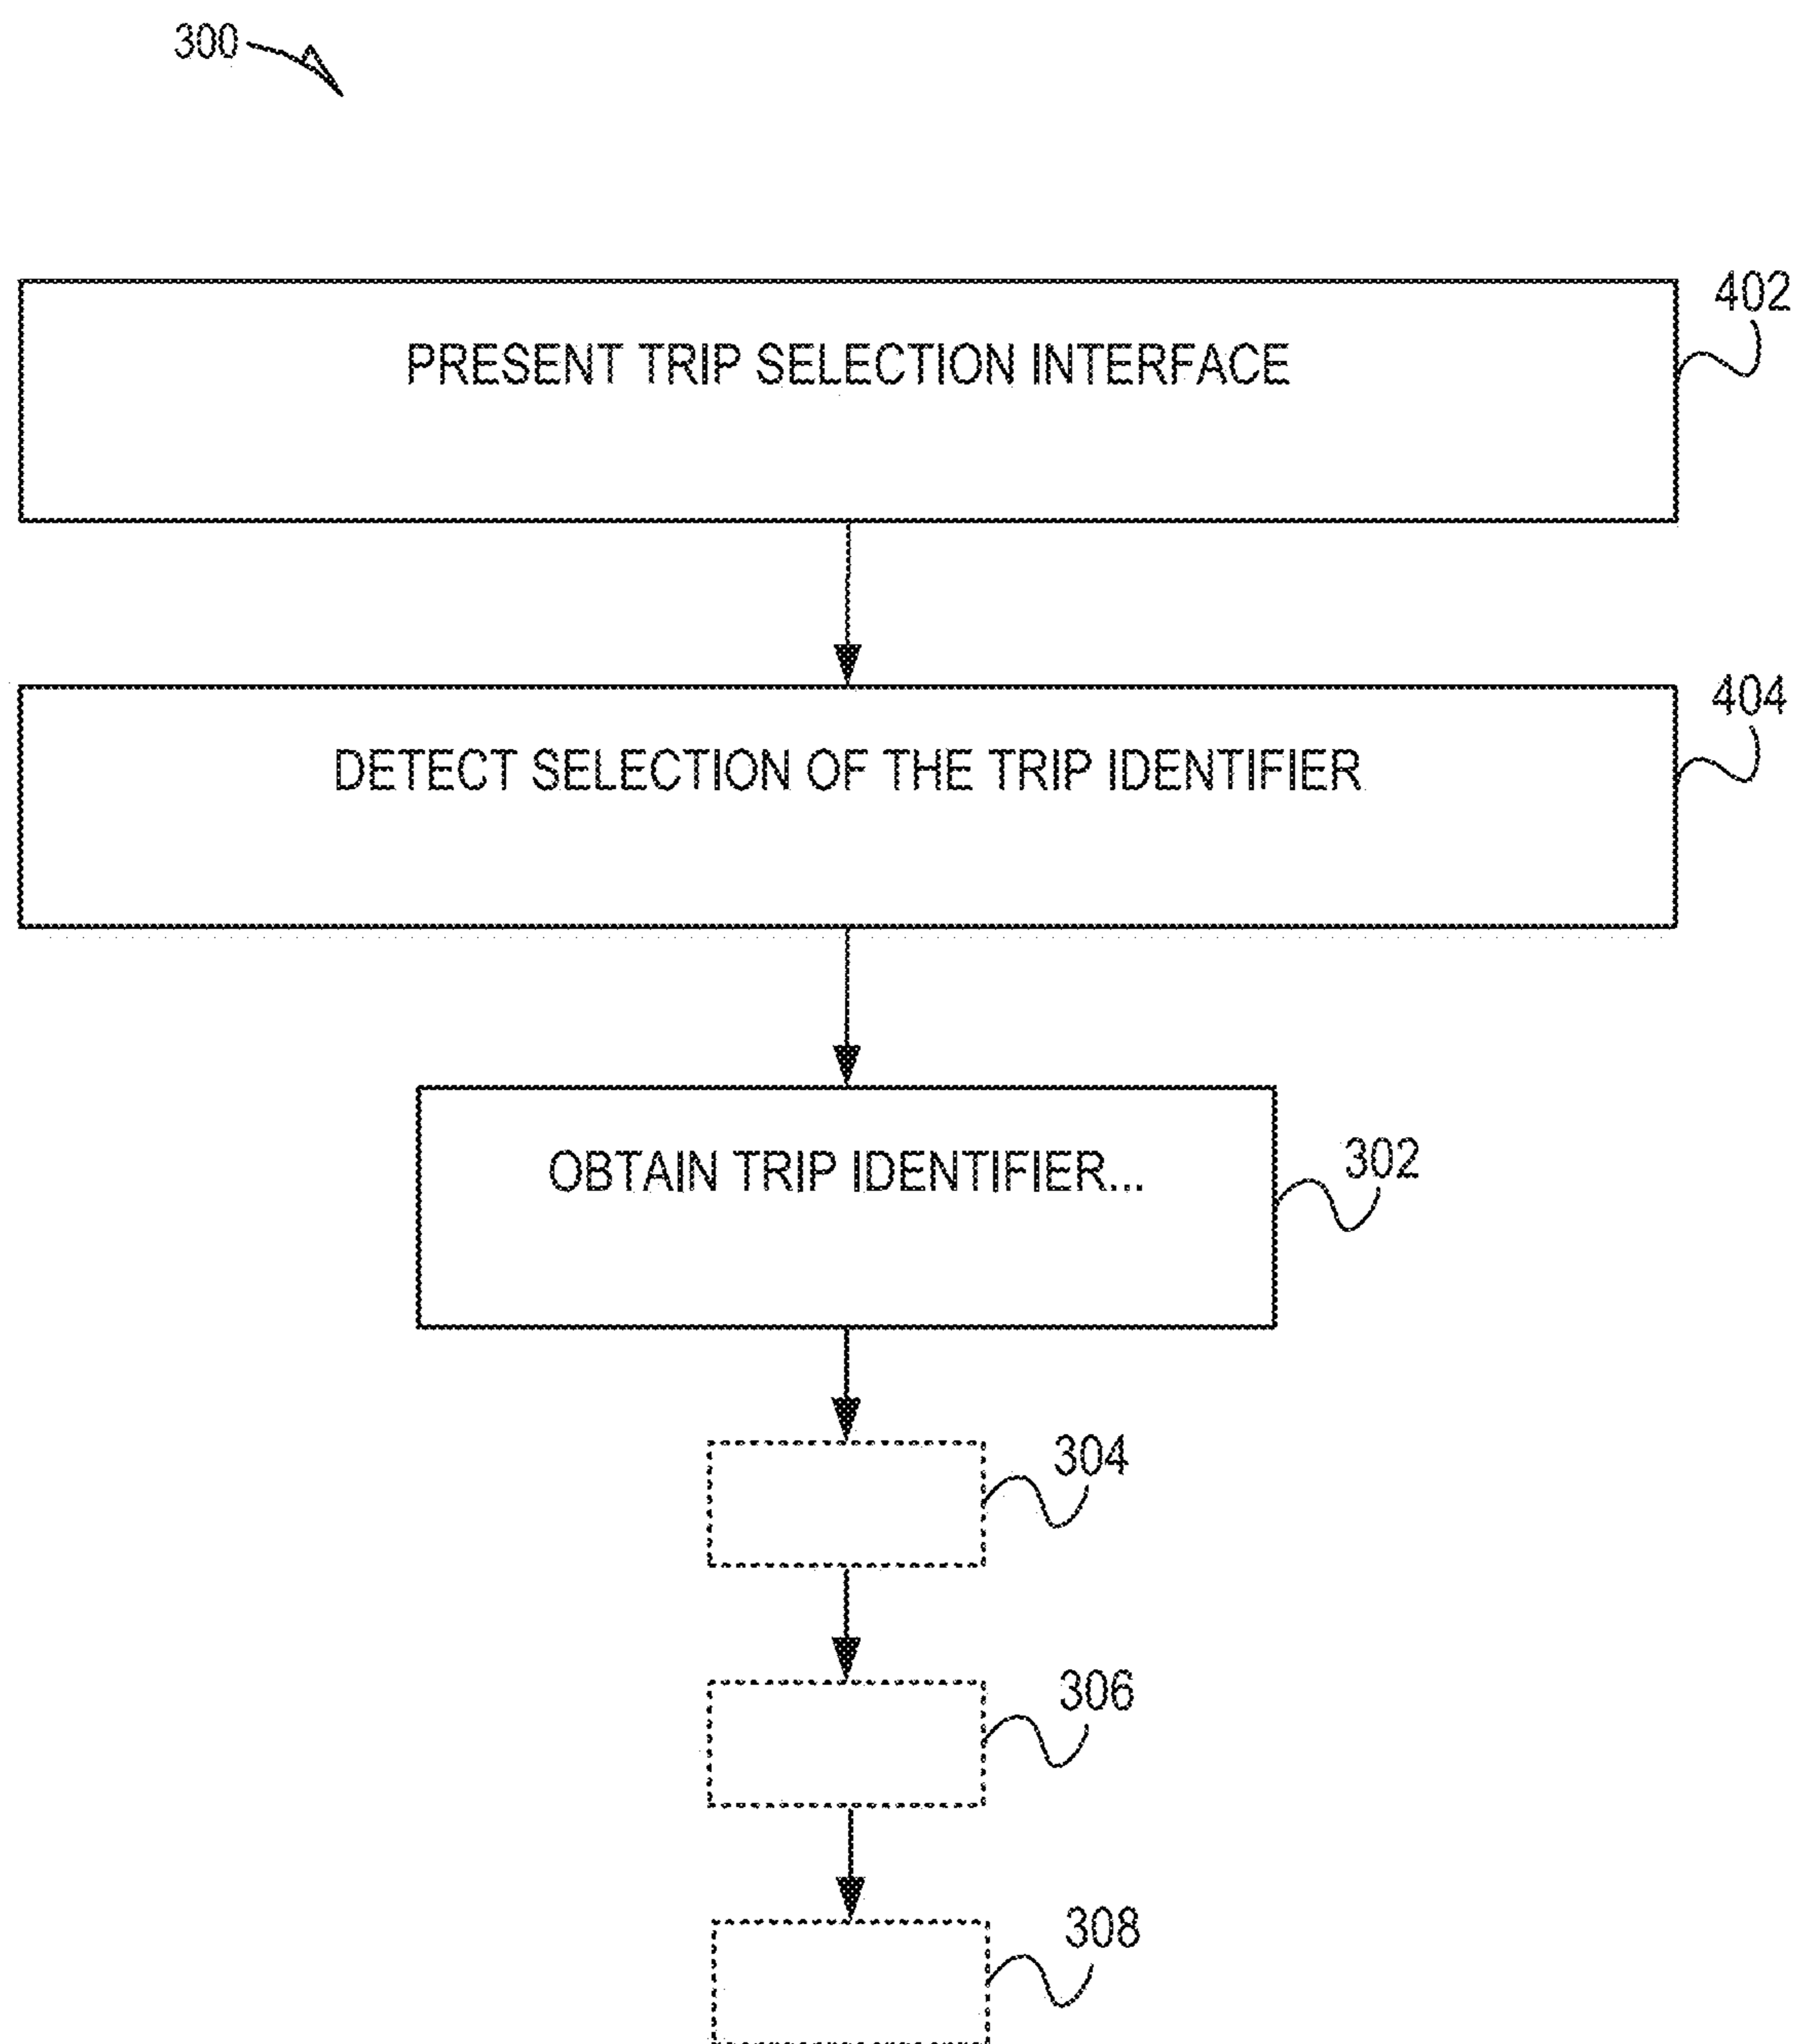 300
402
PRESENT TRIP SELECTION INTERFACE
404
DETECT SELECTION OF THE TRIP IDENTIFIER
302
OBTAIN TRIP IDENTIFIER...
304
306
308